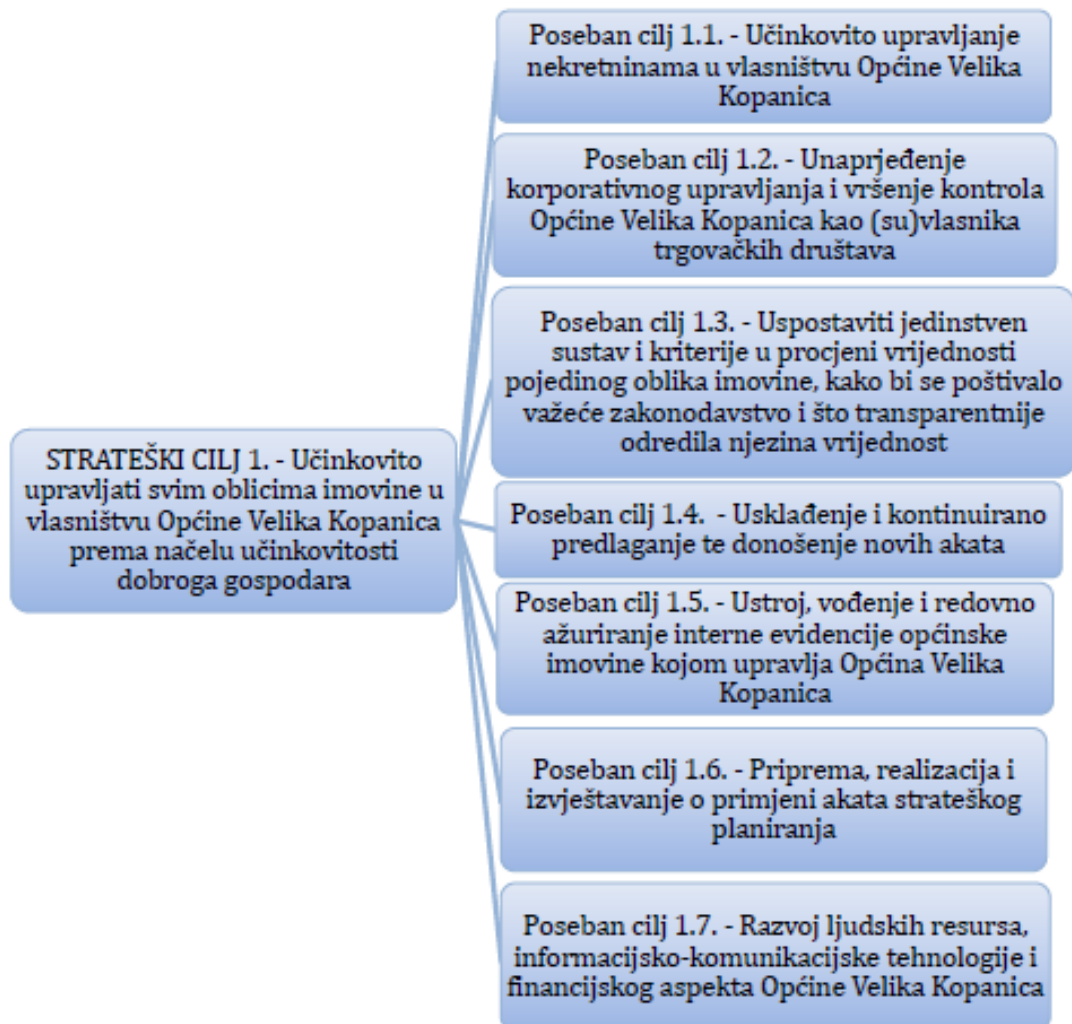 STRATEŠKI CILJ 1. - Učinkovito
upravljati svim oblicima imovine u
vlasništvu Općine Velika Kopanica
prema načelu učinkovitosti
dobroga gospodara
Poseban cilj 1.1. - Učinkovito upravljanje
nekretninama u vlasništvu Općine Velika
Kopanica
Poseban cilj 1.2. - Unaprjeđenje
korporativnog upravljanja i vršenje kontrola
Općine Velika Kopanica kao (su)vlasnika
trgovačkih društava
Poseban cilj 1.3. - Uspostaviti jedinstven
sustav i kriterije u procjeni vrijednosti
pojedinog oblika imovine, kako bi se poštivalo
važeće zakonodavstvo i što transparentnije
odredila njezina vrijednost
Poseban cilj 1.4. - Usklađenje i kontinuirano
predlaganje te donošenje novih akata
Poseban cilj 1.5. - Ustroj, vođenje i redovno
ažuriranje interne evidencije općinske
imovine kojom upravlja Općina Velika
Kopanica
Poseban cilj 1.6. - Priprema, realizacija i
izvještavanje o primjeni akata strateškog
planiranja
Poseban cilj 1.7. - Razvoj ljudskih resursa,
informacijsko-komunikacijske tehnologije i
financijskog aspekta Općine Velika Kopanica